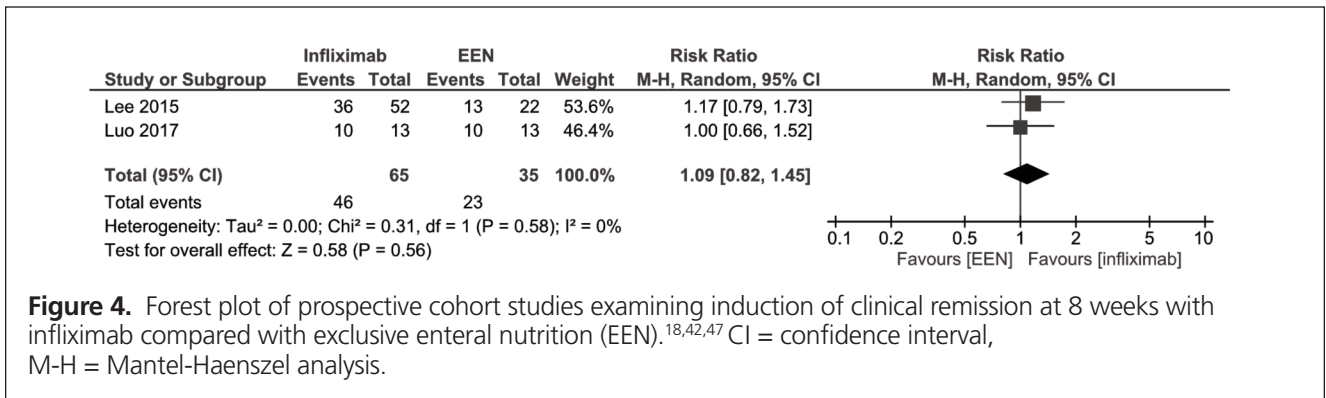 Infliximab EEN Risk Ratio Risk Ratio
Study or Subgroup Events Total Events Total Weight M-H, Random, 95% CI M-H, Random, 95% CI
Lee 2015 36 52 13 22 53.6% 1.17 [0.79, 1.73]
Luo 2017 10 13 10 13 46.4% 1.00 [0.66, 1.52]
Total (95% CI) 65 35 100.0% 1.09 [0.82, 1.45]
Total events 46 23
Heterogeneity: Tau² = 0.00; Chi² = 0.31, df = 1 (P = 0.58); I² = 0%
Test for overall effect: Z = 0.58 (P = 0.56)
0.1 0.2 0.5 1 2 5 10
Favours [EEN] Favours [infliximab]
Figure 4. Forest plot of prospective cohort studies examining induction of clinical remission at 8 weeks with
infliximab compared with exclusive enteral nutrition (EEN).18,42,47 CI = confidence interval,
M-H = Mantel-Haenszel analysis.